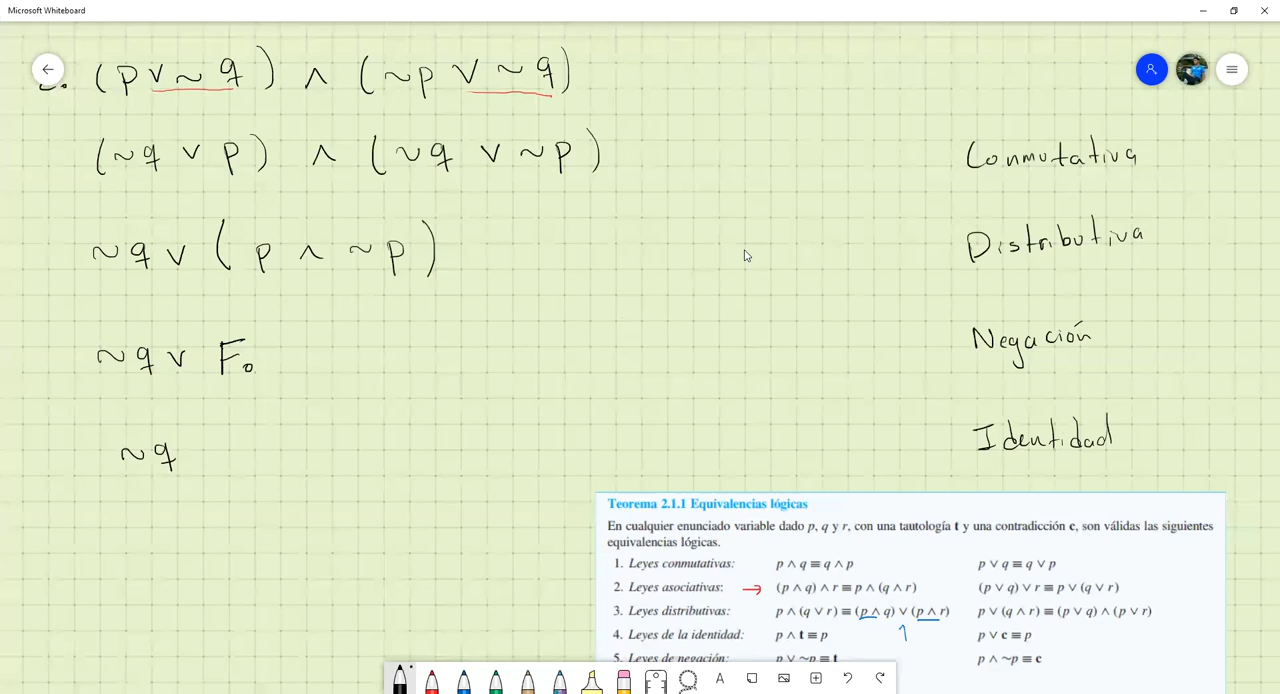 Microsoft Whiteboard
(p ∨ ~ q) ∧ (~p ∨ ~ q)
(~q ∨ p) ∧ (~q ∨ ~p) Conmutativa
~q ∨ (p ∧ ~p) Distributiva
~q ∨ F₀ Negación
~q Identidad
Teorema 2.1.1 Equivalencias lógicas
En cualquier enunciado variable dado p, q y r, con una tautología t y una contradicción c, son válidas las siguientes
equivalencias lógicas.
1. Leyes conmutativas: p ∧ q ≡ q ∧ p p ∨ q ≡ q ∨ p
2. Leyes asociativas: → (p ∧ q) ∧ r ≡ p ∧ (q ∧ r) (p ∨ q) ∨ r ≡ p ∨ (q ∨ r)
3. Leyes distributivas: p ∧ (q ∨ r) ≡ (p ∧ q) ∨ (p ∧ r) p ∨ (q ∧ r) ≡ (p ∨ q) ∧ (p ∨ r)
4. Leyes de la identidad: p ∧ t ≡ p p ∨ c ≡ p
5. Leyes de negación: p ∨ ~p ≡ t p ∧ ~p ≡ c
A